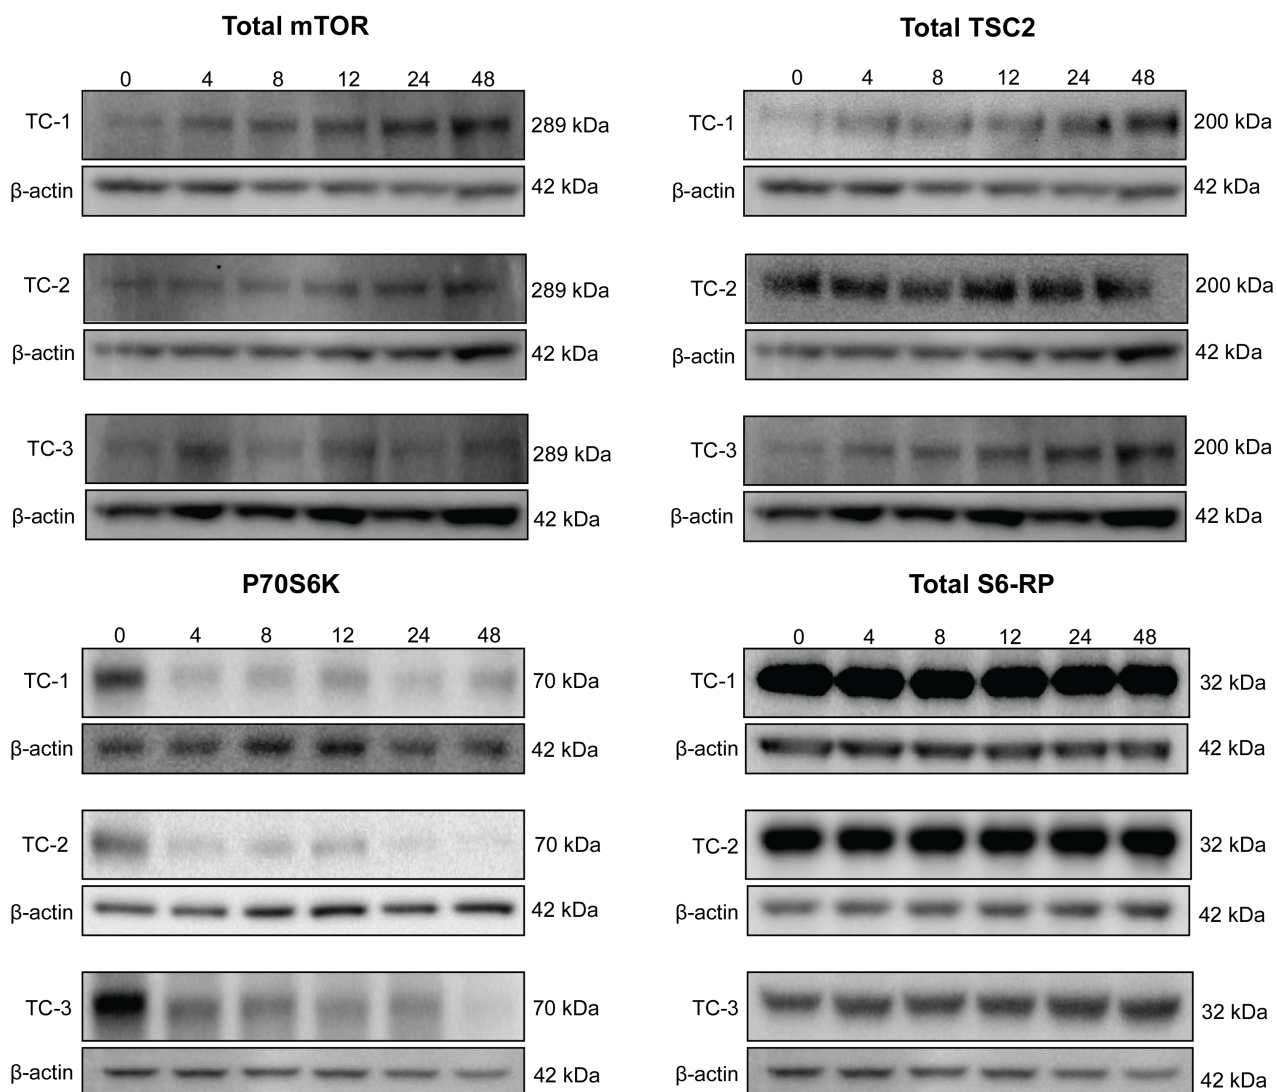 Total mTOR
0 4 8 12 24 48
TC-1 289 kDa
β-actin 42 kDa
TC-2 289 kDa
β-actin 42 kDa
TC-3 289 kDa
β-actin 42 kDa
Total TSC2
0 4 8 12 24 48
TC-1 200 kDa
β-actin 42 kDa
TC-2 200 kDa
β-actin 42 kDa
TC-3 200 kDa
β-actin 42 kDa
P70S6K
0 4 8 12 24 48
TC-1 70 kDa
β-actin 42 kDa
TC-2 70 kDa
β-actin 42 kDa
TC-3 70 kDa
β-actin 42 kDa
Total S6-RP
0 4 8 12 24 48
TC-1 32 kDa
β-actin 42 kDa
TC-2 32 kDa
β-actin 42 kDa
TC-3 32 kDa
β-actin 42 kDa